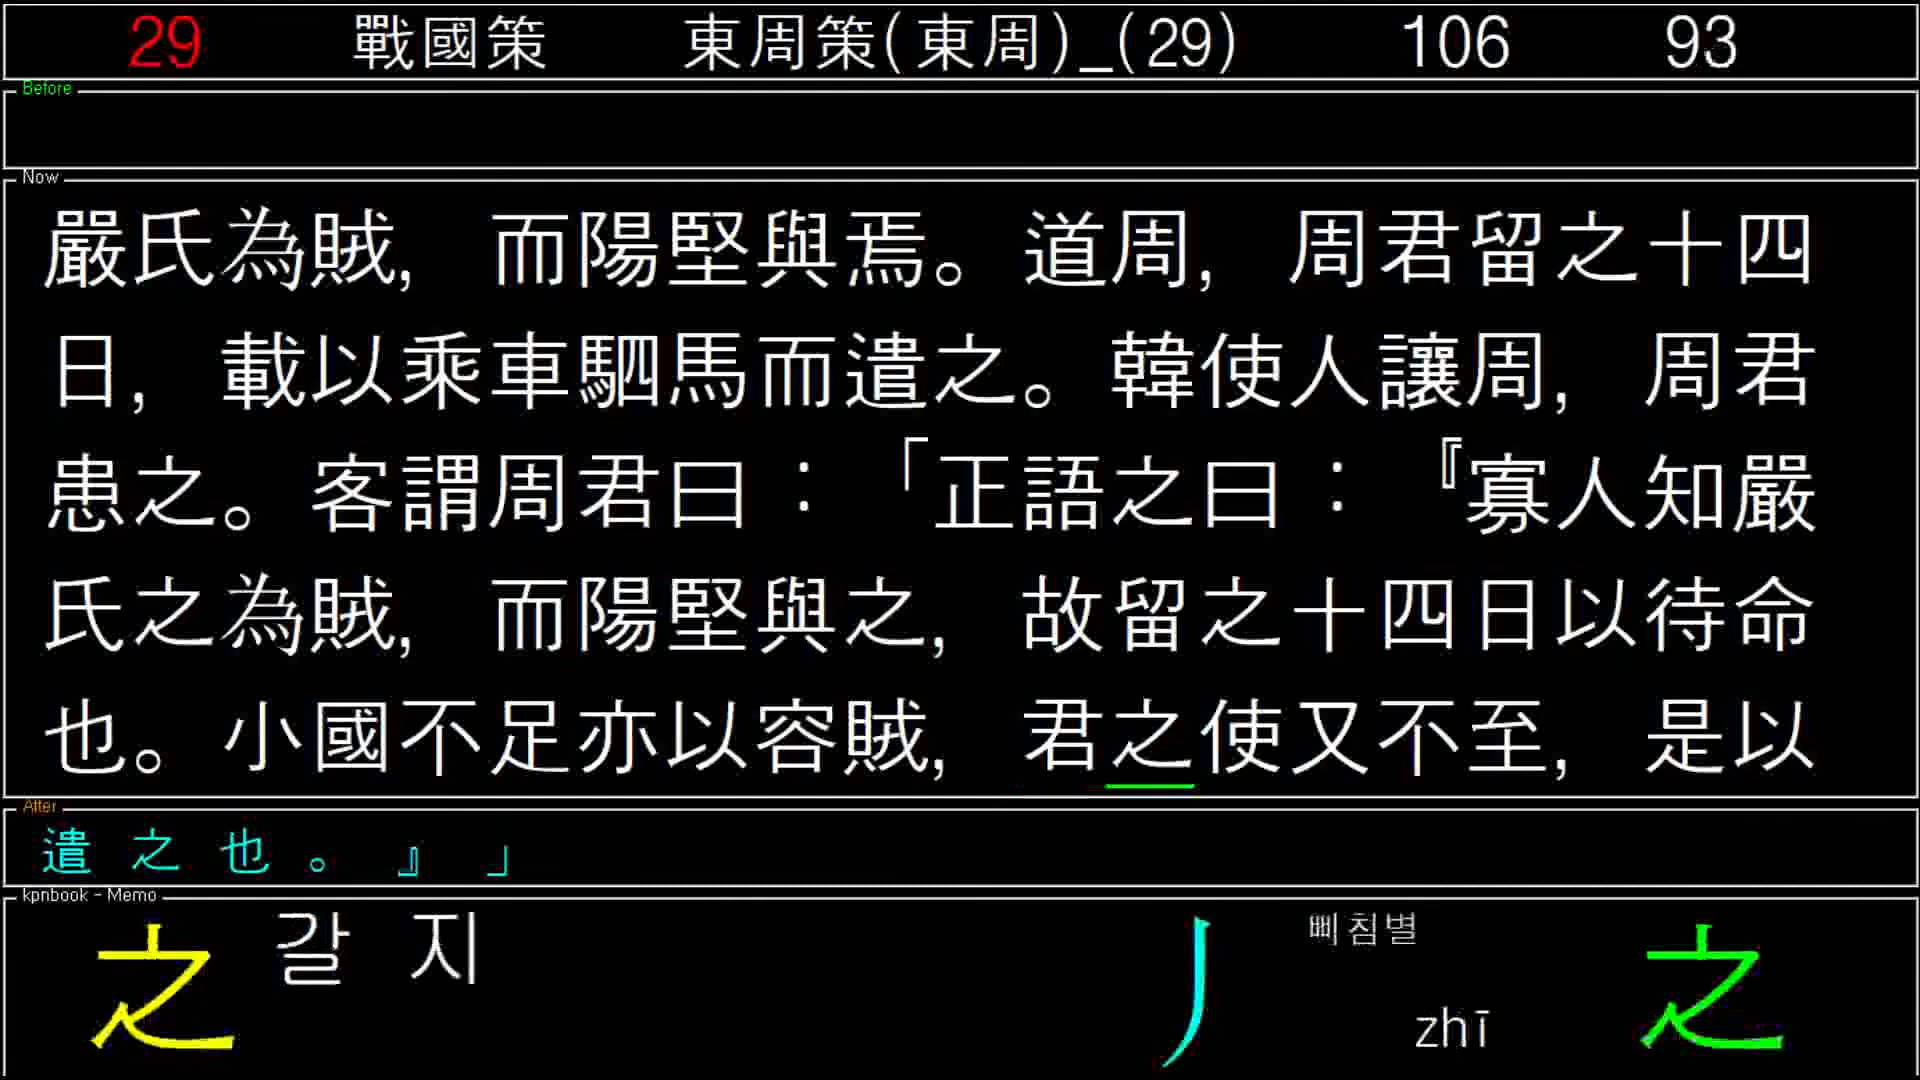 29 戰國策 東周策(東周)_(29) 106 93
Before
Now
嚴氏為賊, 而陽堅與焉。道周, 周君留之十四
日, 載以乘車駟馬而遣之。韓使人讓周, 周君
患之。客謂周君曰：「正語之曰：『寡人知嚴
氏之為賊, 而陽堅與之, 故留之十四日以待命
也。小國不足亦以容賊, 君之使又不至, 是以
After
遣 之 也 。 』 」
kpnbook - Memo
之 갈 지 丿 삐침별 zhī 之